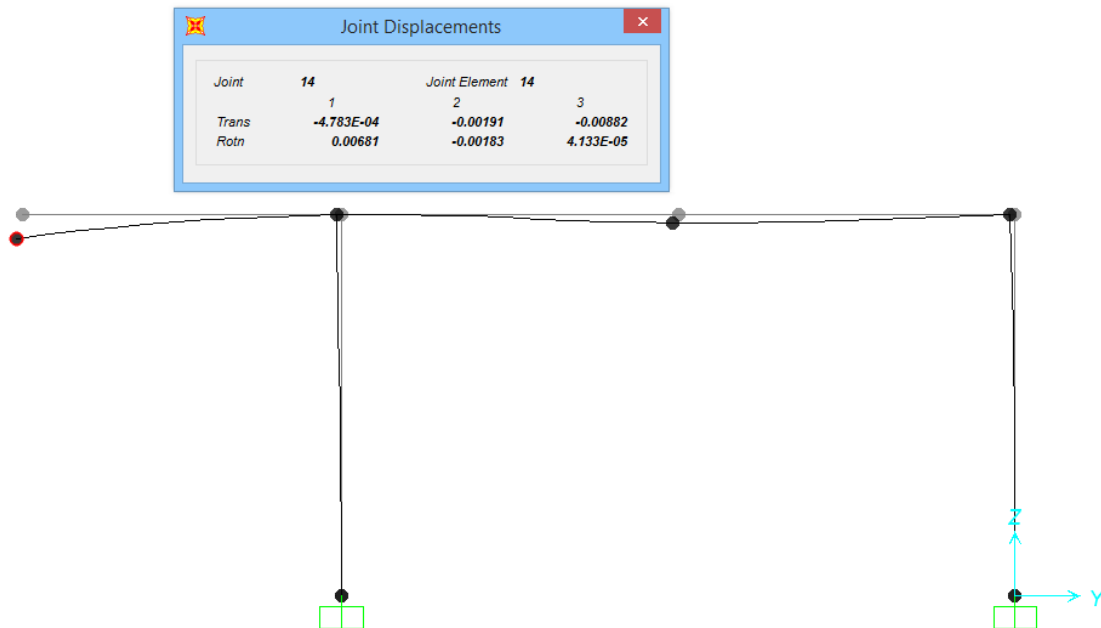 Joint Displacements
Joint 14 Joint Element 14
1 2 3
Trans -4.783E-04 -0.00191 -0.00882
Rotn 0.00681 -0.00183 4.133E-05
Z
Y